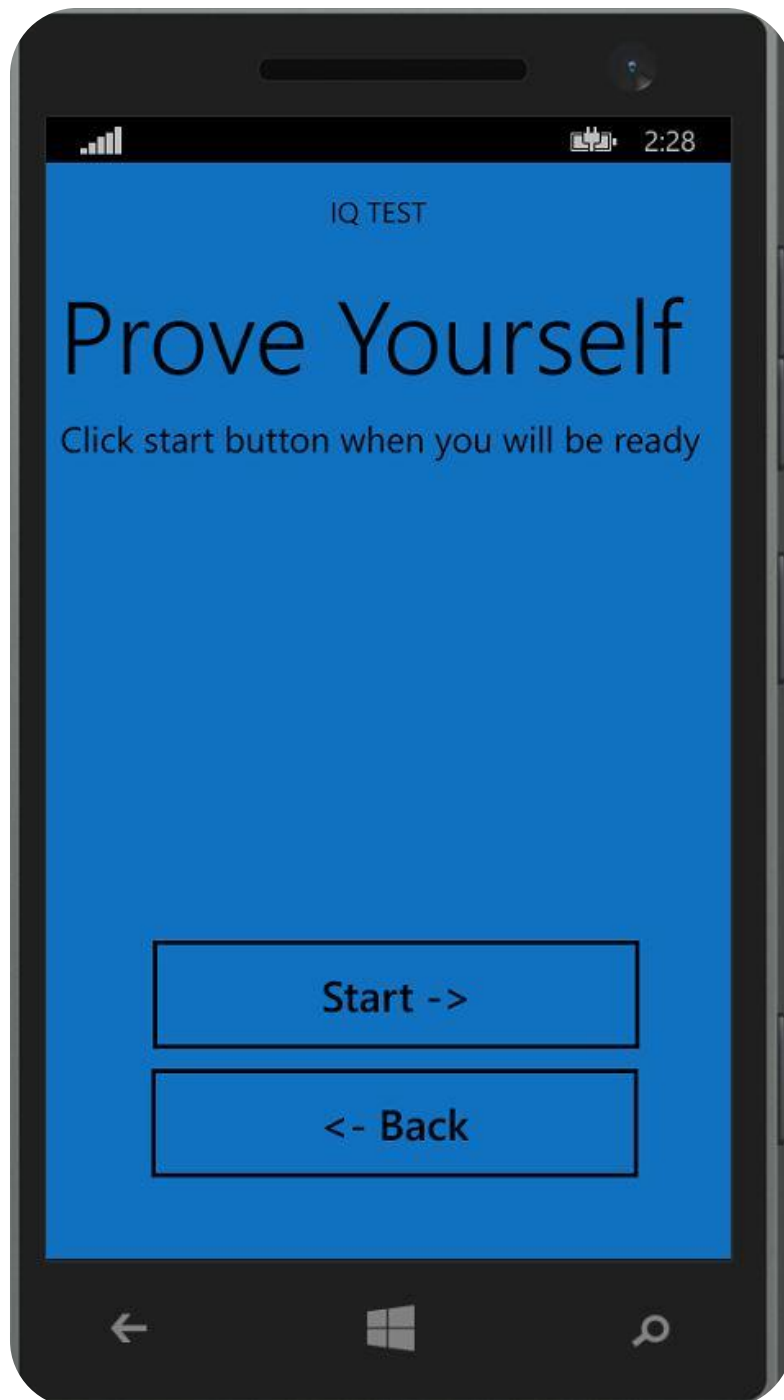 2:28
IQ TEST
Prove Yourself
Click start button when you will be ready
Start ->
<- Back